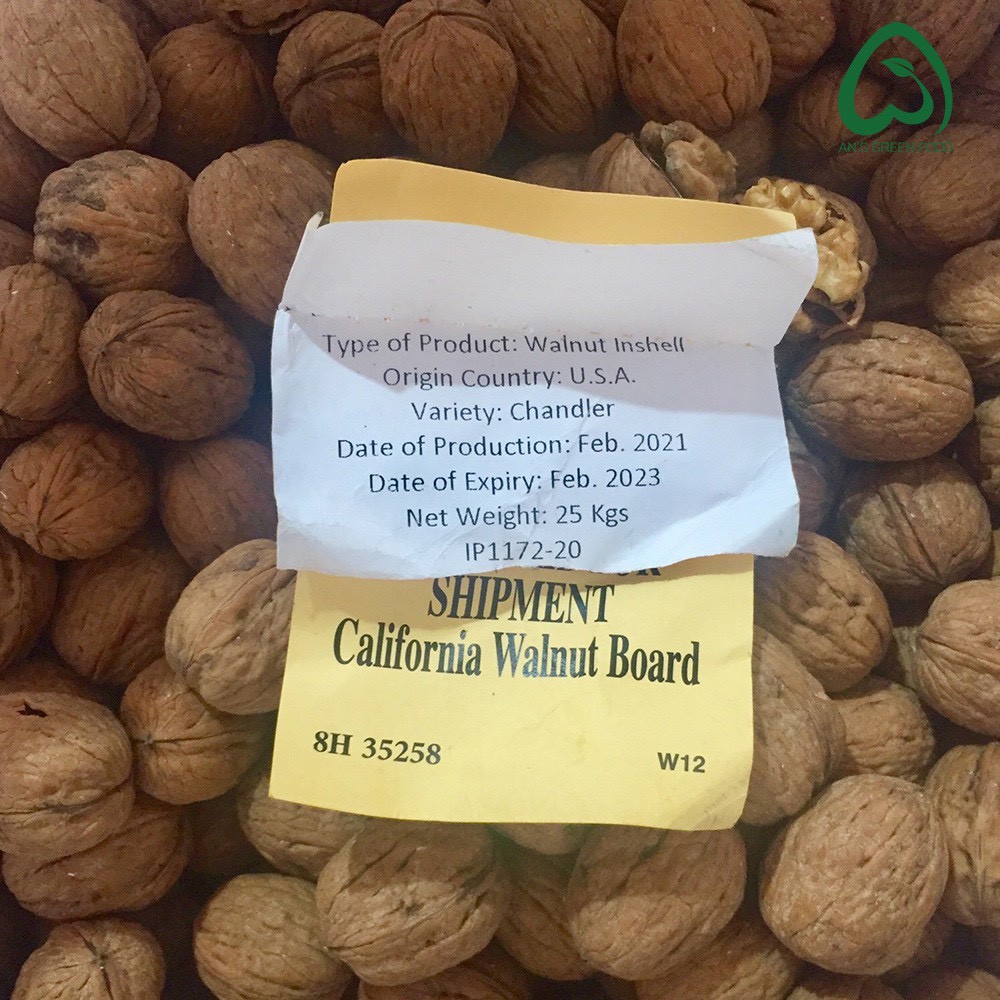 Type of Product: Walnut Inshell
Origin Country: U.S.A.
Variety: Chandler
Date of Production: Feb. 2021
Date of Expiry: Feb. 2023
Net Weight: 25 Kgs
IP1172-20
SHIPMENT
California Walnut Board
8H 35258
W12